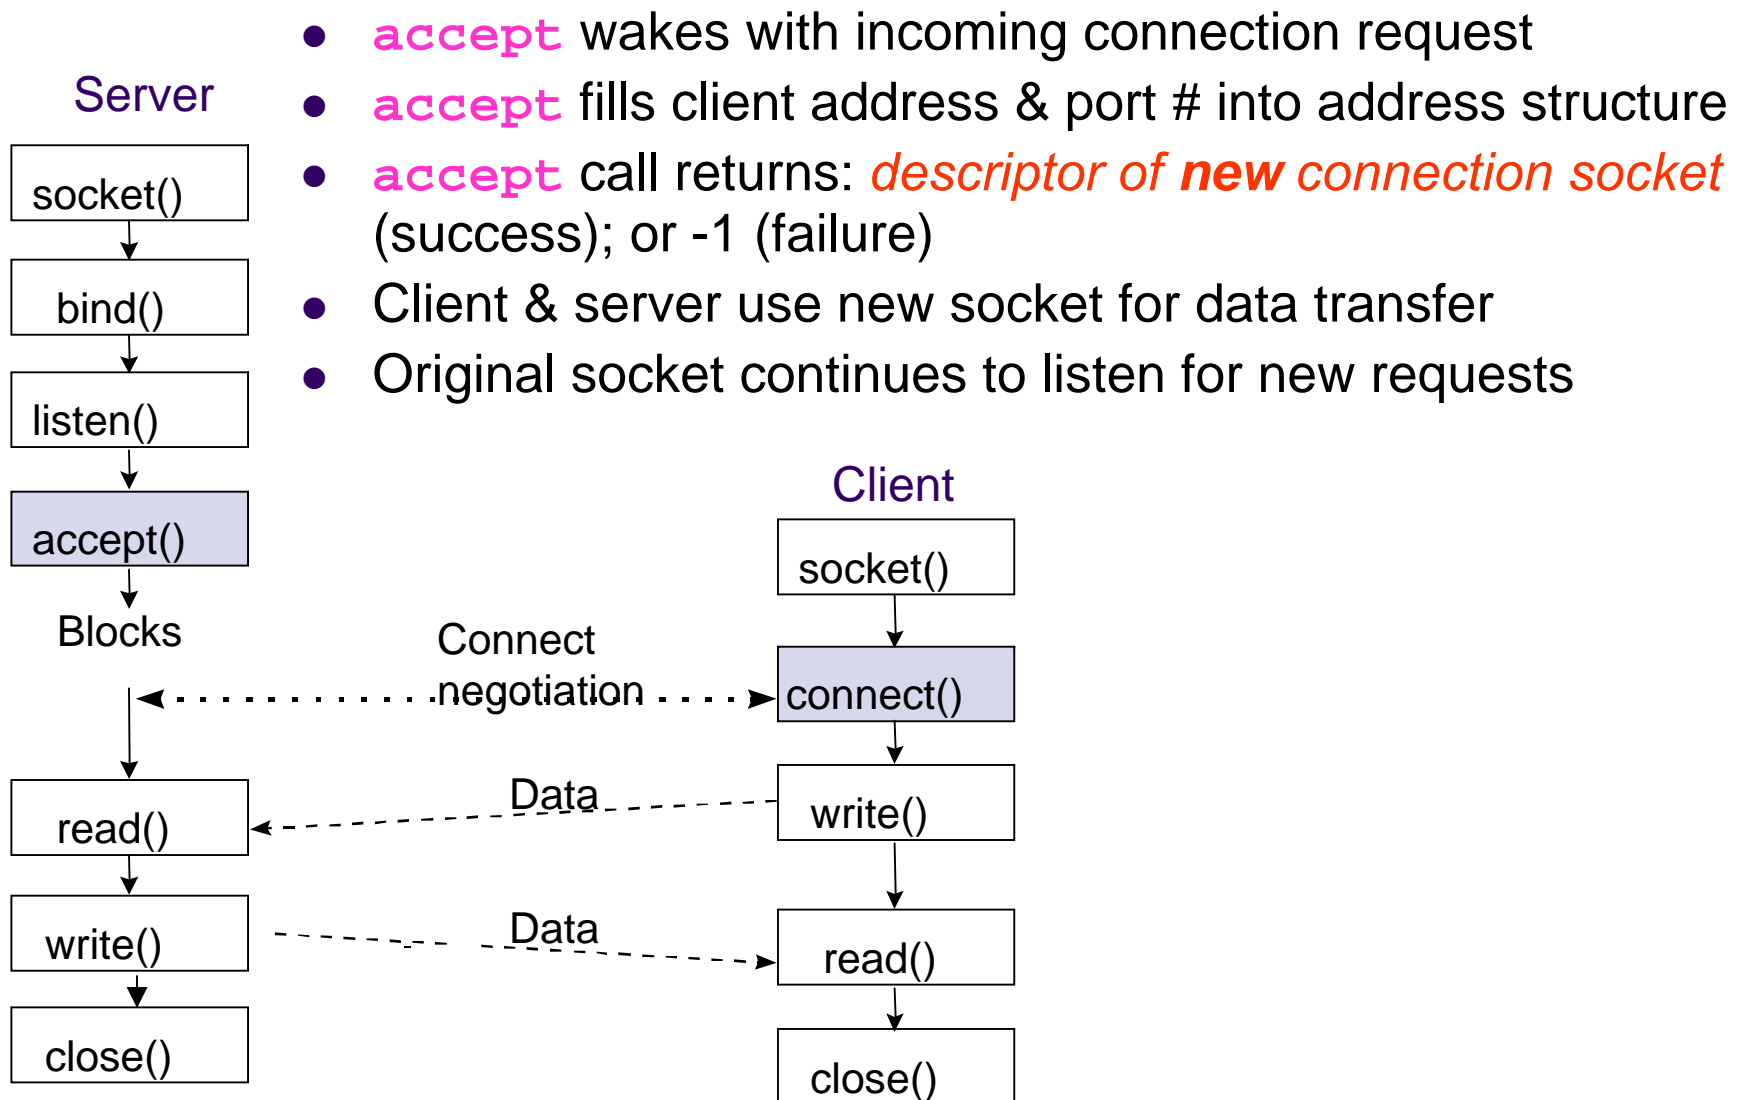 ● accept wakes with incoming connection request
● accept fills client address & port # into address structure
● accept call returns: descriptor of new connection socket
(success); or -1 (failure)
● Client & server use new socket for data transfer
● Original socket continues to listen for new requests
Server
socket()
bind()
listen()
accept()
Blocks
read()
write()
close()
Connect
negotiation
Data
Data
Client
socket()
connect()
write()
read()
close()